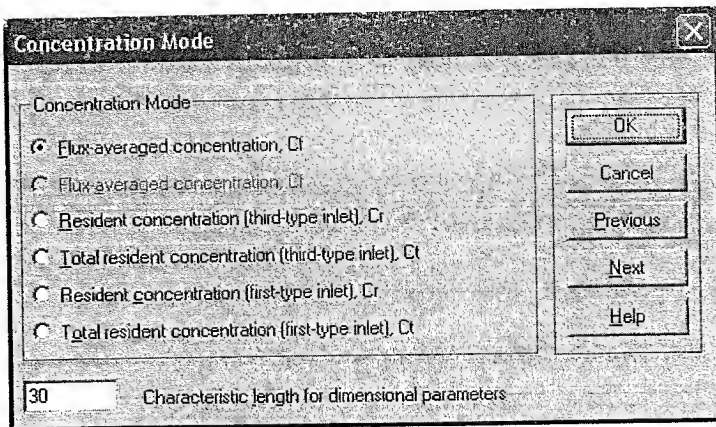 Concentration Mode
Concentration Mode
Flux-averaged concentration, Cf
Flux-averaged concentration, Cf
Resident concentration (third-type inlet), Cr
Total resident concentration (third-type inlet), Ct
Resident concentration (first-type inlet), Cr
Total resident concentration (first-type inlet), Ct
OK
Cancel
Previous
Next
Help
30 Characteristic length for dimensional parameters